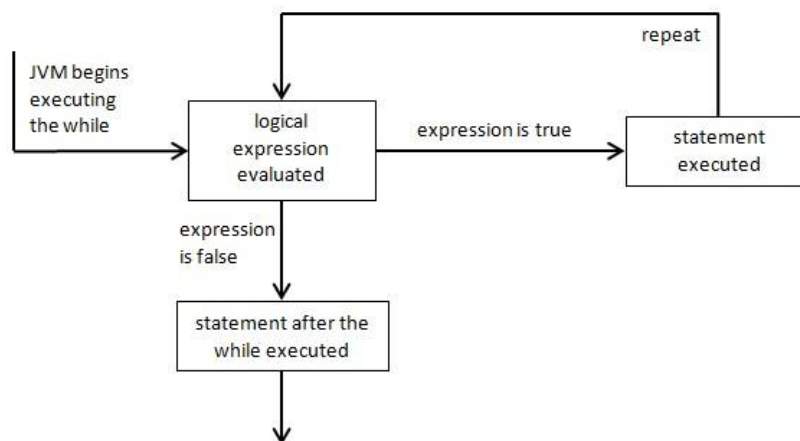 repeat
JVM begins
executing
the while
logical
expression
evaluated
expression is true
statement
executed
expression
is false
statement after the
while executed